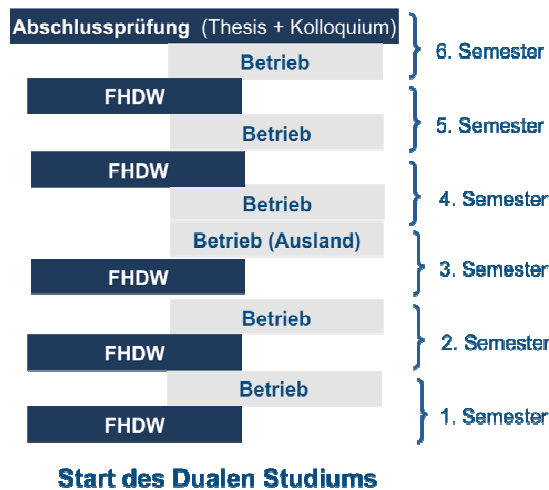 Abschlussprüfung (Thesis + Kolloquium)
6. Semester
Betrieb
FHDW
5. Semester
Betrieb
FHDW
4. Semester
Betrieb
Betrieb (Ausland)
3. Semester
FHDW
Betrieb
2. Semester
FHDW
Betrieb
1. Semester
FHDW
Start des Dualen Studiums